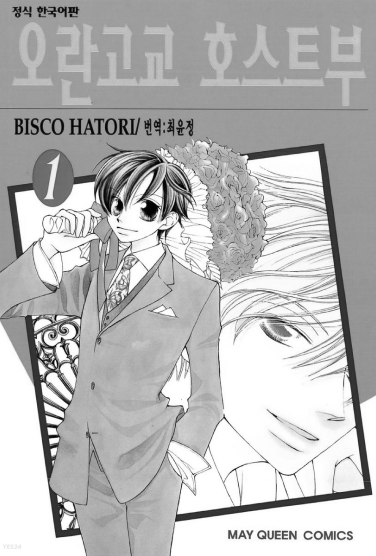 정식 한국어판
오란고교 호스트부
BISCO HATORI/ 번역:최윤정
1
MAY QUEEN COMICS
YES24